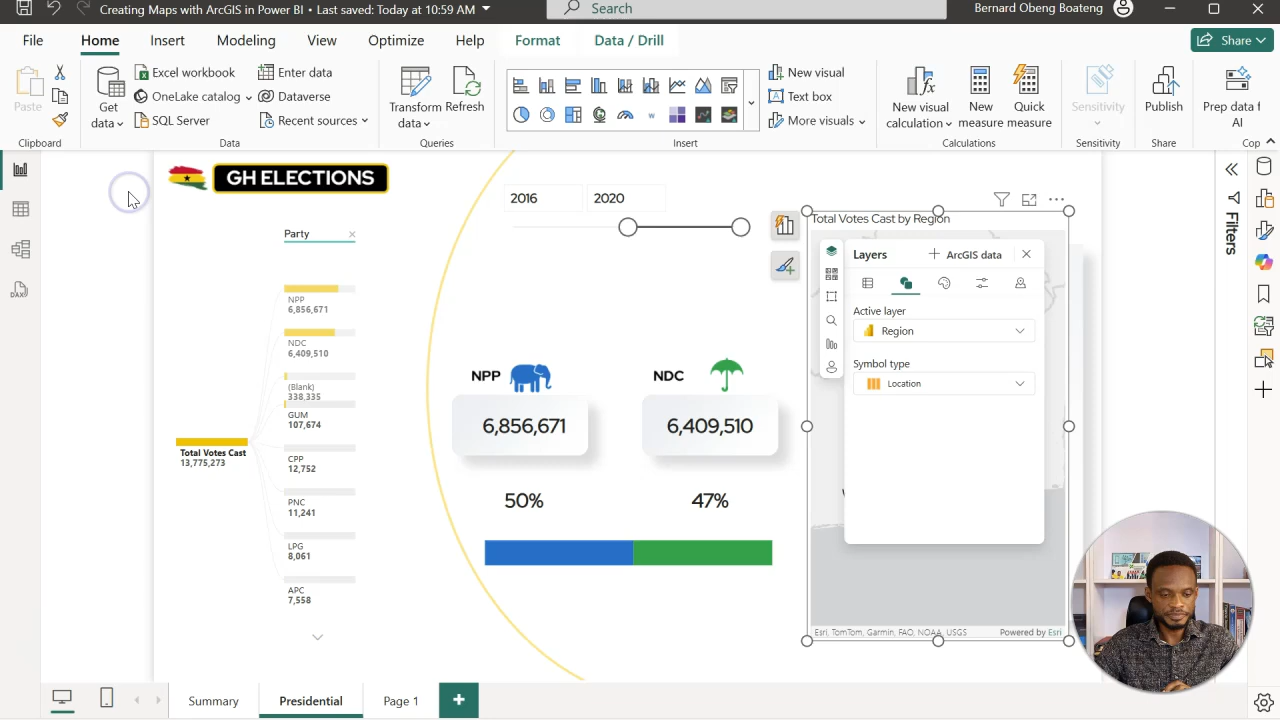 Creating Maps with ArcGIS in Power BI • Last saved: Today at 10:59 AM
Search
Bernard Obeng Boateng
File
Home
Insert
Modeling
View
Optimize
Help
Format
Data / Drill
Share
Paste
Get data
Excel workbook
OneLake catalog
SQL Server
Enter data
Dataverse
Recent sources
Transform data
Refresh
New visual
Text box
More visuals
New visual calculation
New measure
Quick measure
Sensitivity
Publish
Prep data f
AI
Clipboard
Data
Queries
Insert
Calculations
Sensitivity
Share
Cop
DAX
GH ELECTIONS
2016
2020
Party
NPP
6,856,671
NDC
6,409,510
(Blank)
338,335
GUM
107,674
Total Votes Cast
13,775,273
CPP
12,752
PNC
11,241
LPG
8,061
APC
7,558
NPP
NDC
6,856,671
6,409,510
50%
47%
Total Votes Cast by Region
Layers
ArcGIS data
Active layer
Region
Symbol type
Location
Esri, TomTom, Garmin, FAO, NOAA, USGS
Powered by Esri
Filters
Summary
Presidential
Page 1